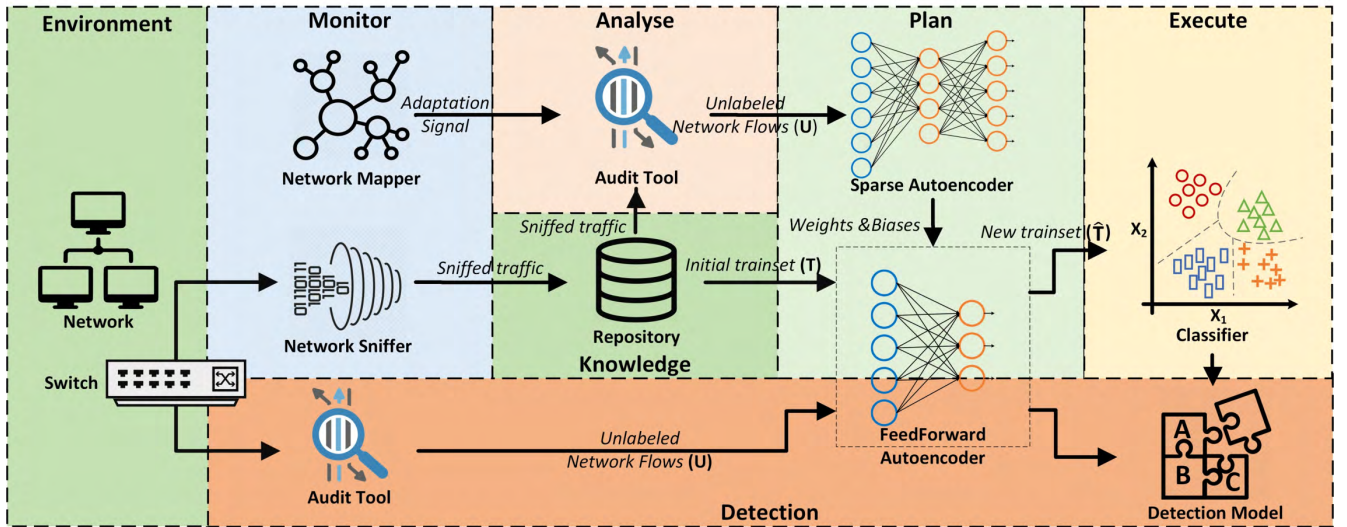 Environment
Monitor
Analyse
Plan
Execute
Adaptation
Signal
Network Mapper
Audit Tool
Unlabeled
Network Flows (U)
Sparse Autoencoder
Weights &Biases
Sniffed traffic
Network
Switch
Network Sniffer
Sniffed traffic
Repository
Knowledge
Initial trainset (T)
New trainset (T̂)
X2
X1
Classifier
Audit Tool
Unlabeled
Network Flows (U)
FeedForward
Autoencoder
A
B
C
Detection Model
Detection